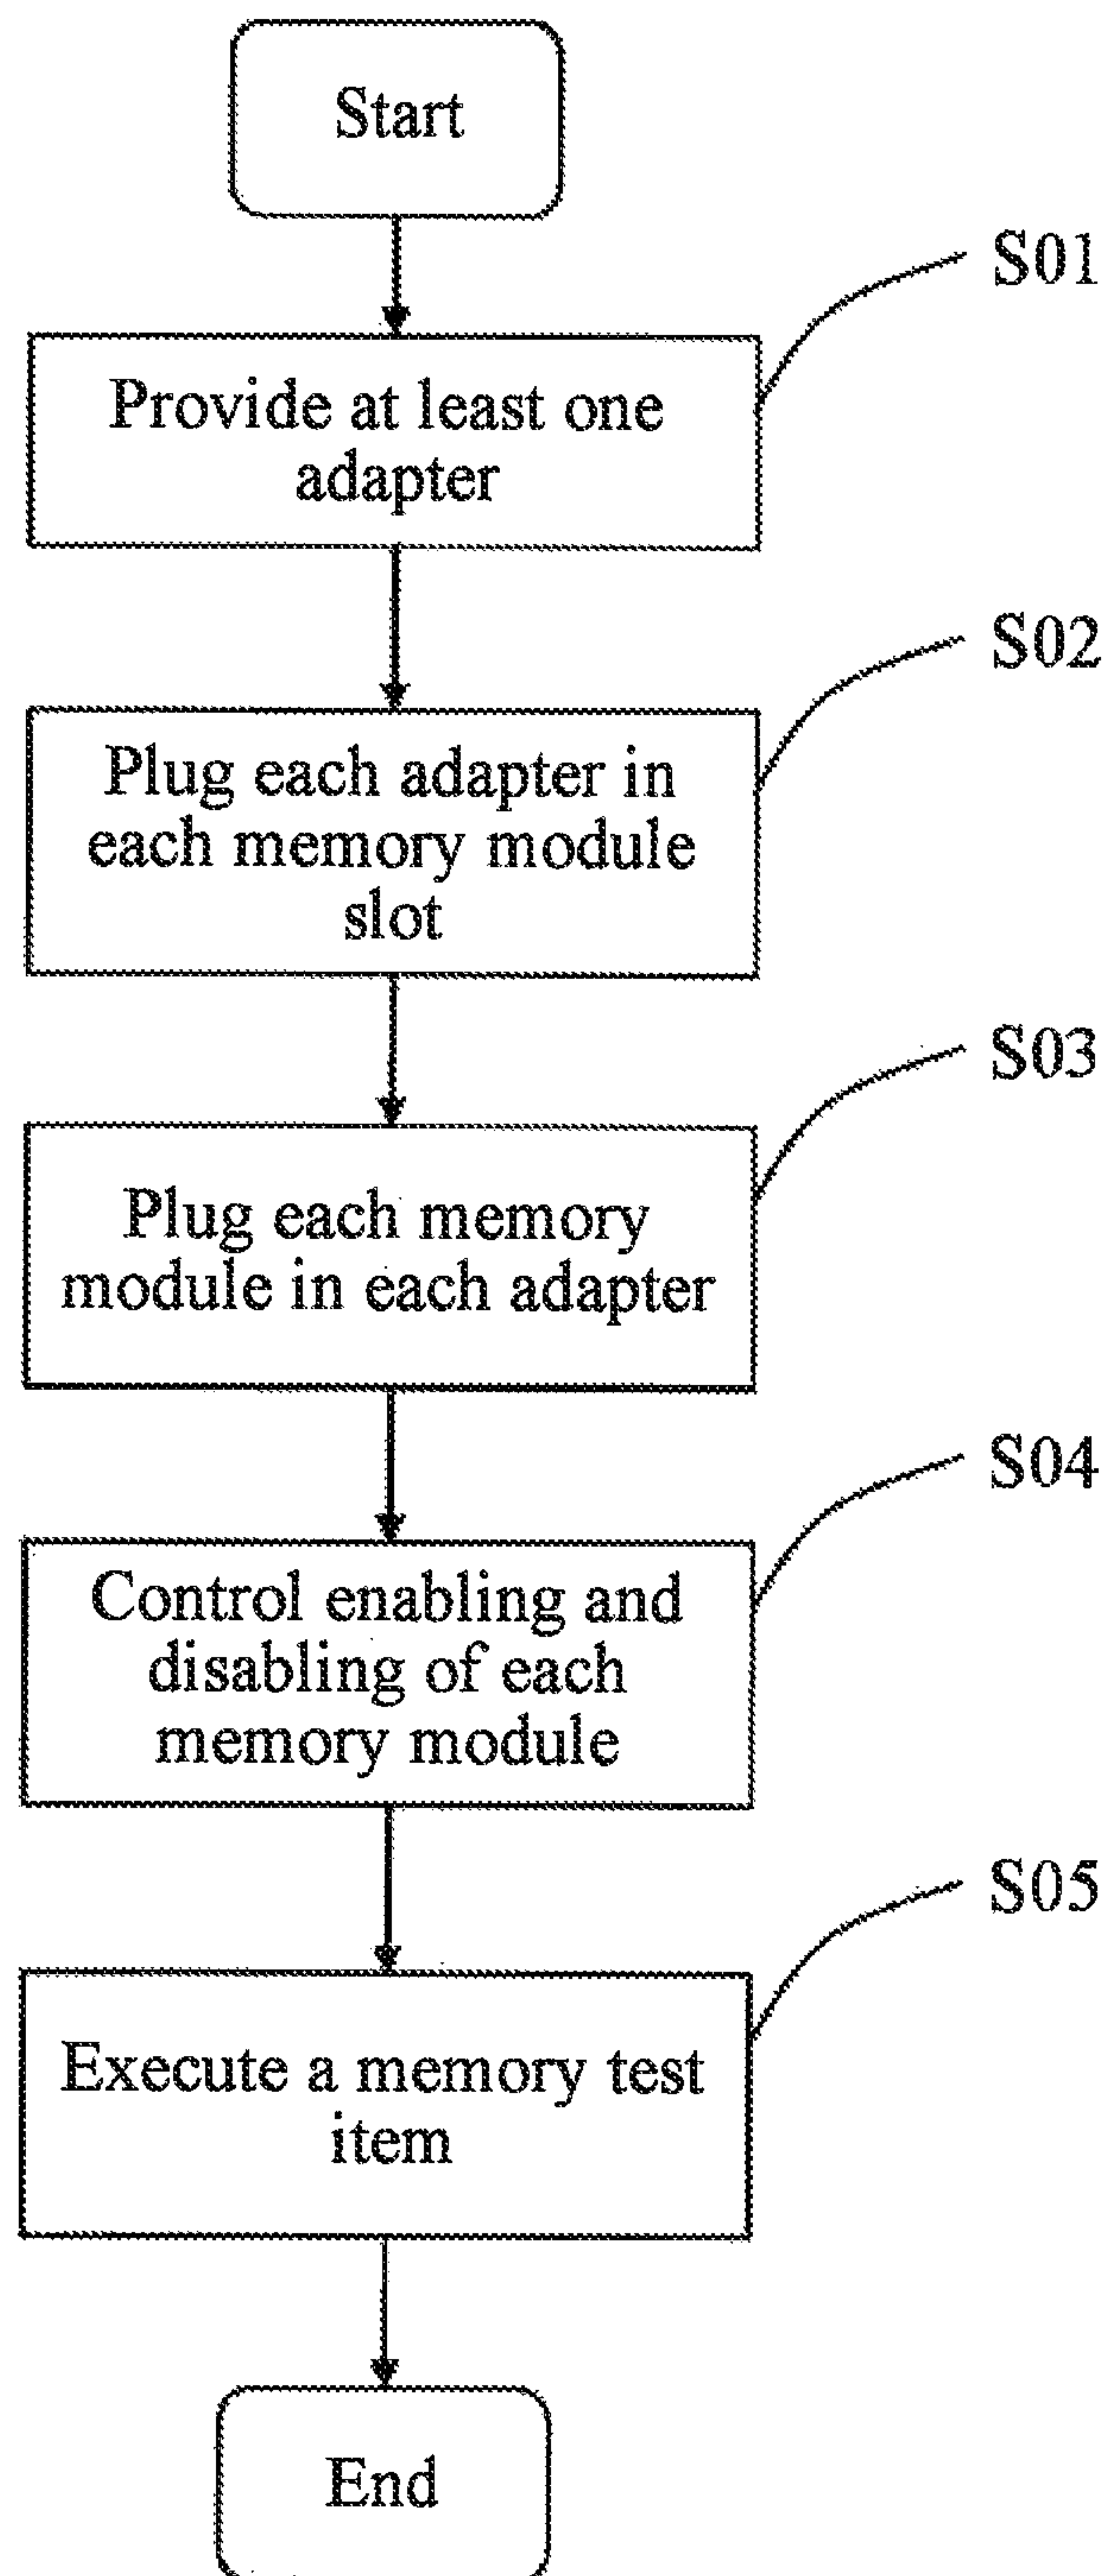 Start
S01
Provide at least one
adapter
S02
Plug each adapter in
each memory module
slot
S03
Plug each memory
module in each adapter
S04
Control enabling and
disabling of each
memory module
S05
Execute a memory test
item
End